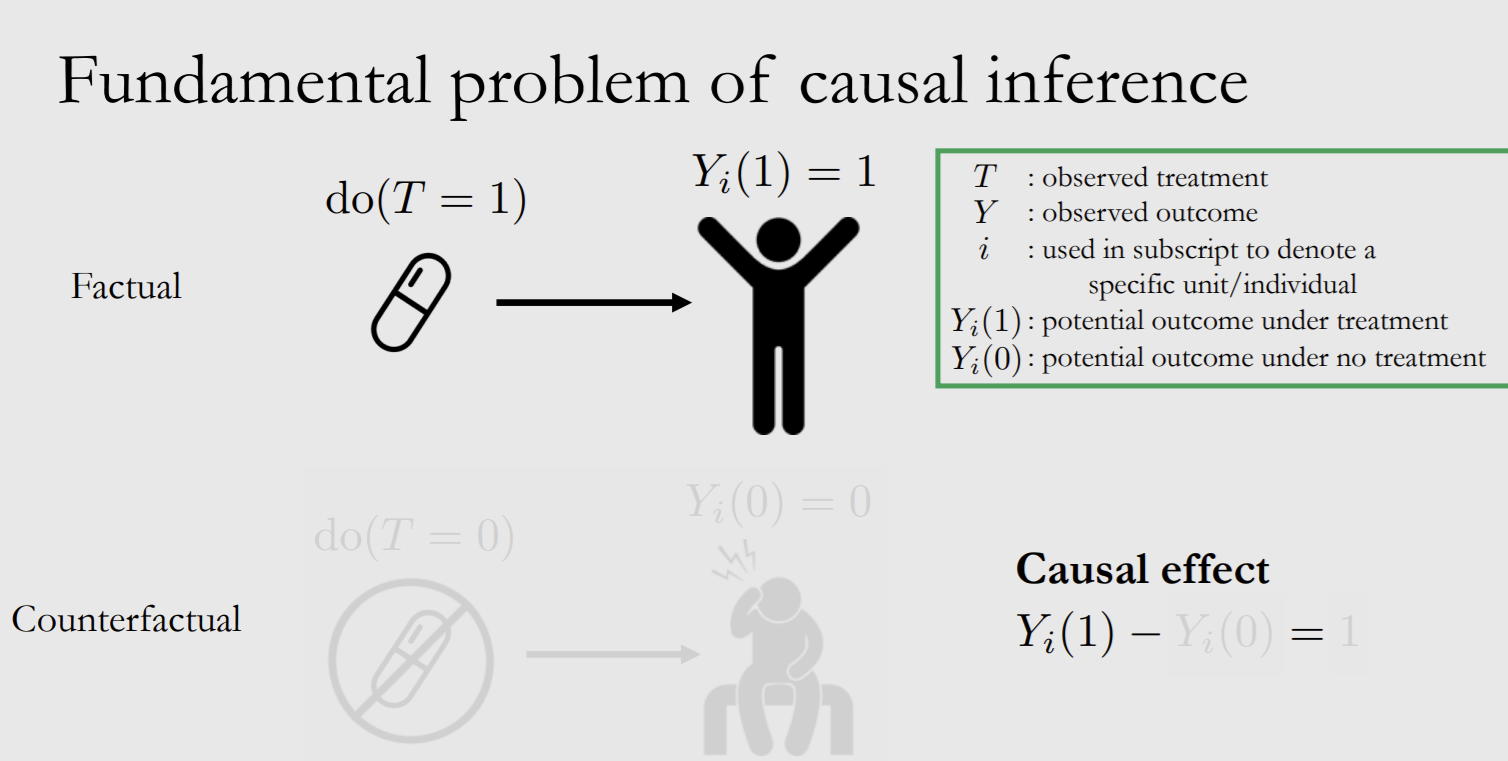 Fundamental problem of causal inference
do(T = 1)
Y_i(1) = 1
Factual
T : observed treatment
Y : observed outcome
i : used in subscript to denote a
specific unit/individual
Y_i(1) : potential outcome under treatment
Y_i(0) : potential outcome under no treatment
do(T = 0)
Y_i(0) = 0
Counterfactual
Causal effect
Y_i(1) − Y_i(0) = 1